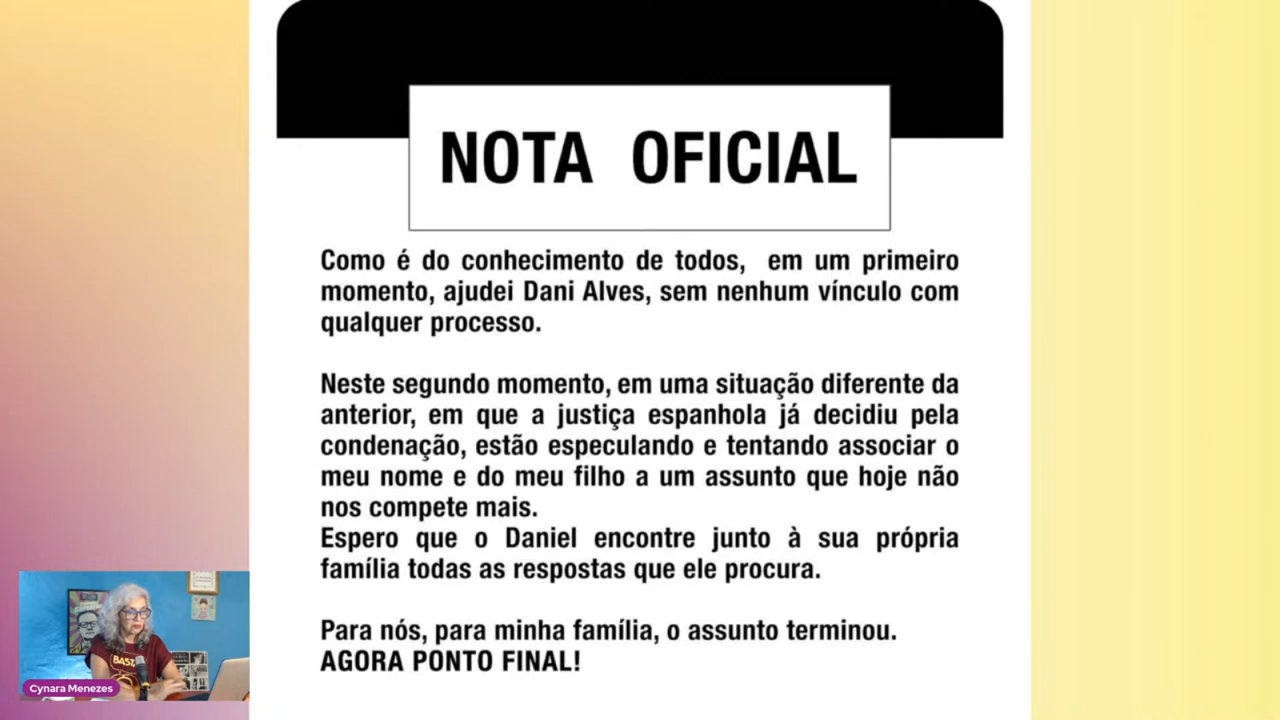 NOTA OFICIAL
Como é do conhecimento de todos, em um primeiro
momento, ajudei Dani Alves, sem nenhum vínculo com
qualquer processo.
Neste segundo momento, em uma situação diferente da
anterior, em que a justiça espanhola já decidiu pela
condenação, estão especulando e tentando associar o
meu nome e do meu filho a um assunto que hoje não
nos compete mais.
Espero que o Daniel encontre junto à sua própria
família todas as respostas que ele procura.
Para nós, para minha família, o assunto terminou.
AGORA PONTO FINAL!
BASTA
Cynara Menezes